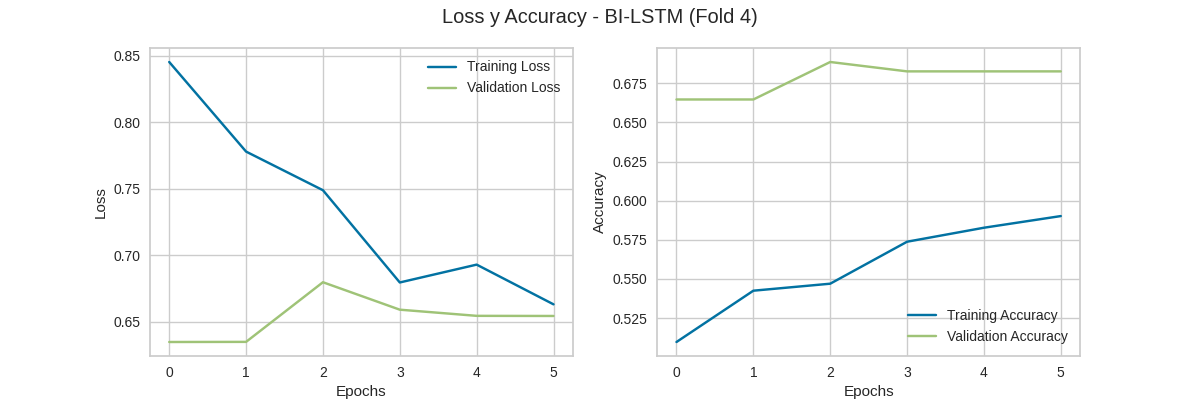 Loss y Accuracy - BI-LSTM (Fold 4)
0.85
0.80
0.75
0.70
0.65
Loss
0 1 2 3 4 5
Epochs
Training Loss
Validation Loss
0.675
0.650
0.625
0.600
0.575
0.550
0.525
Accuracy
0 1 2 3 4 5
Epochs
Training Accuracy
Validation Accuracy